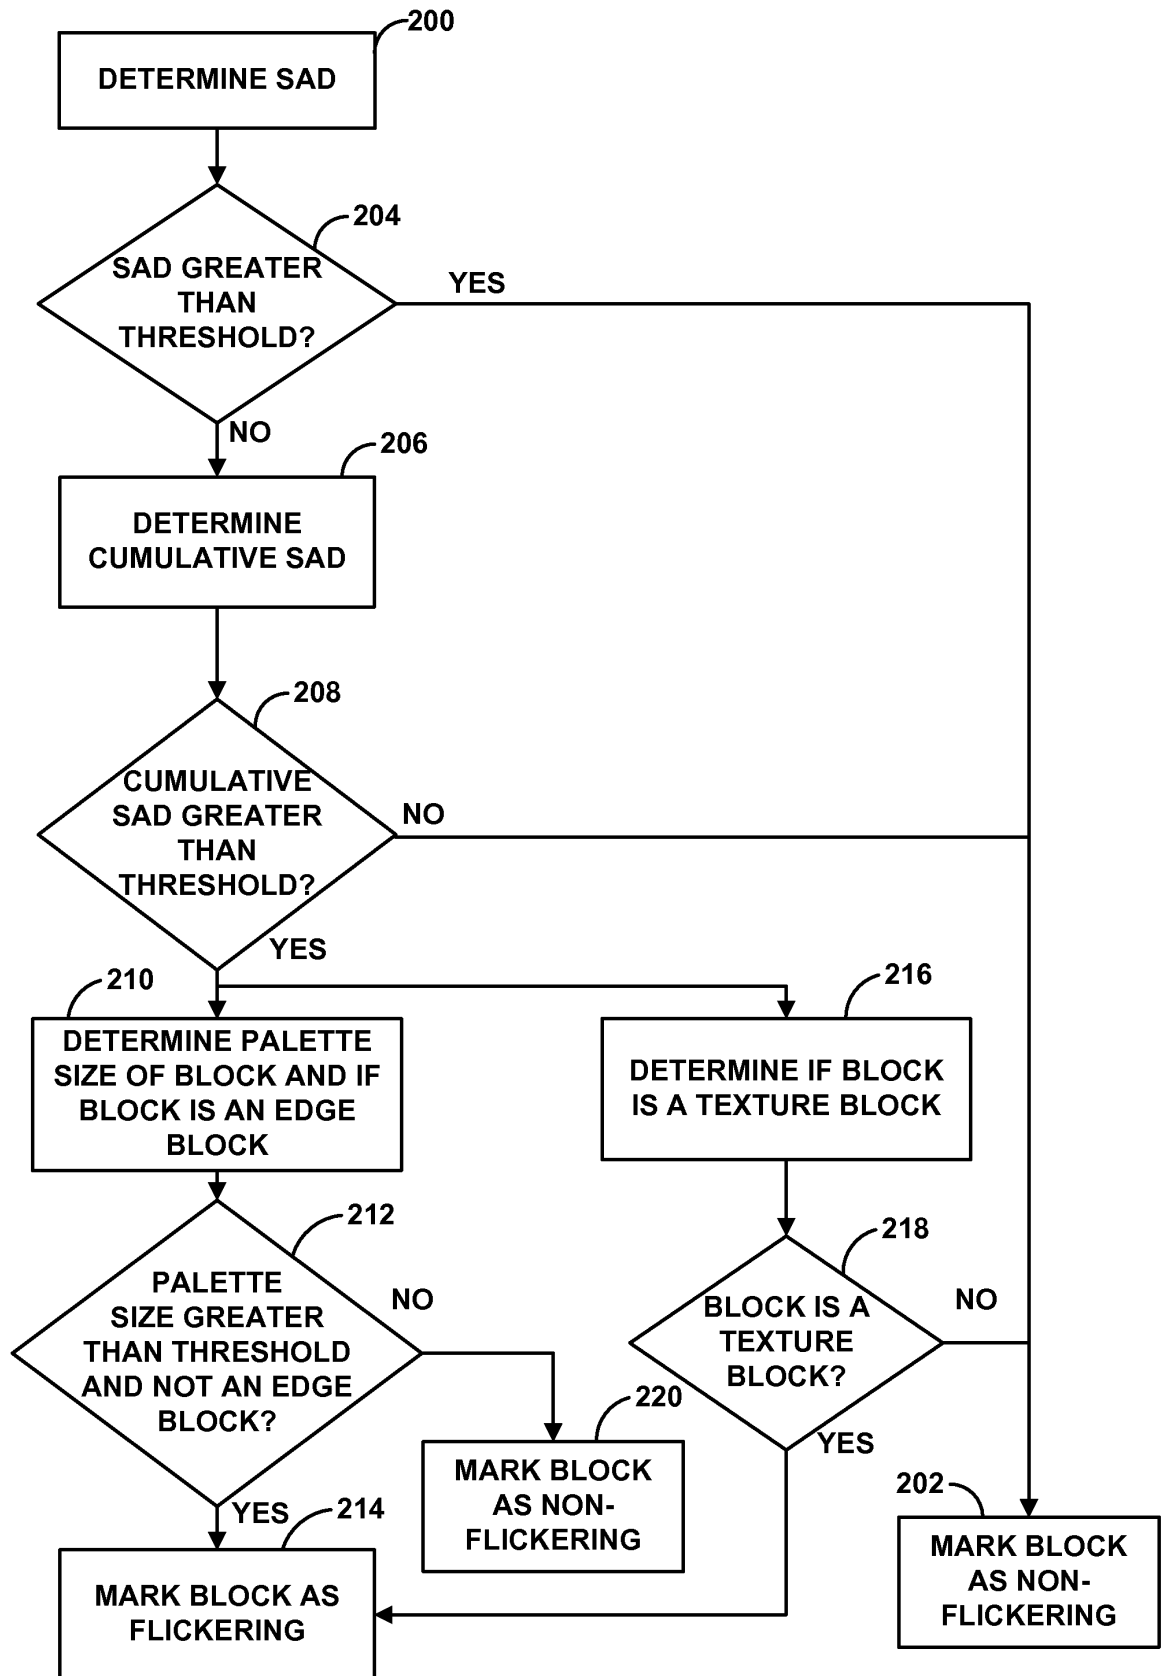 200
DETERMINE SAD
204
SAD GREATER
THAN
THRESHOLD?
YES
NO
206
DETERMINE
CUMULATIVE SAD
208
CUMULATIVE
SAD GREATER
THAN
THRESHOLD?
NO
YES
210
DETERMINE PALETTE
SIZE OF BLOCK AND IF
BLOCK IS AN EDGE
BLOCK
216
DETERMINE IF BLOCK
IS A TEXTURE BLOCK
212
PALETTE
SIZE GREATER
THAN THRESHOLD
AND NOT AN EDGE
BLOCK?
NO
YES
218
BLOCK IS A
TEXTURE
BLOCK?
NO
YES
220
MARK BLOCK
AS NON-
FLICKERING
202
MARK BLOCK
AS NON-
FLICKERING
214
MARK BLOCK AS
FLICKERING